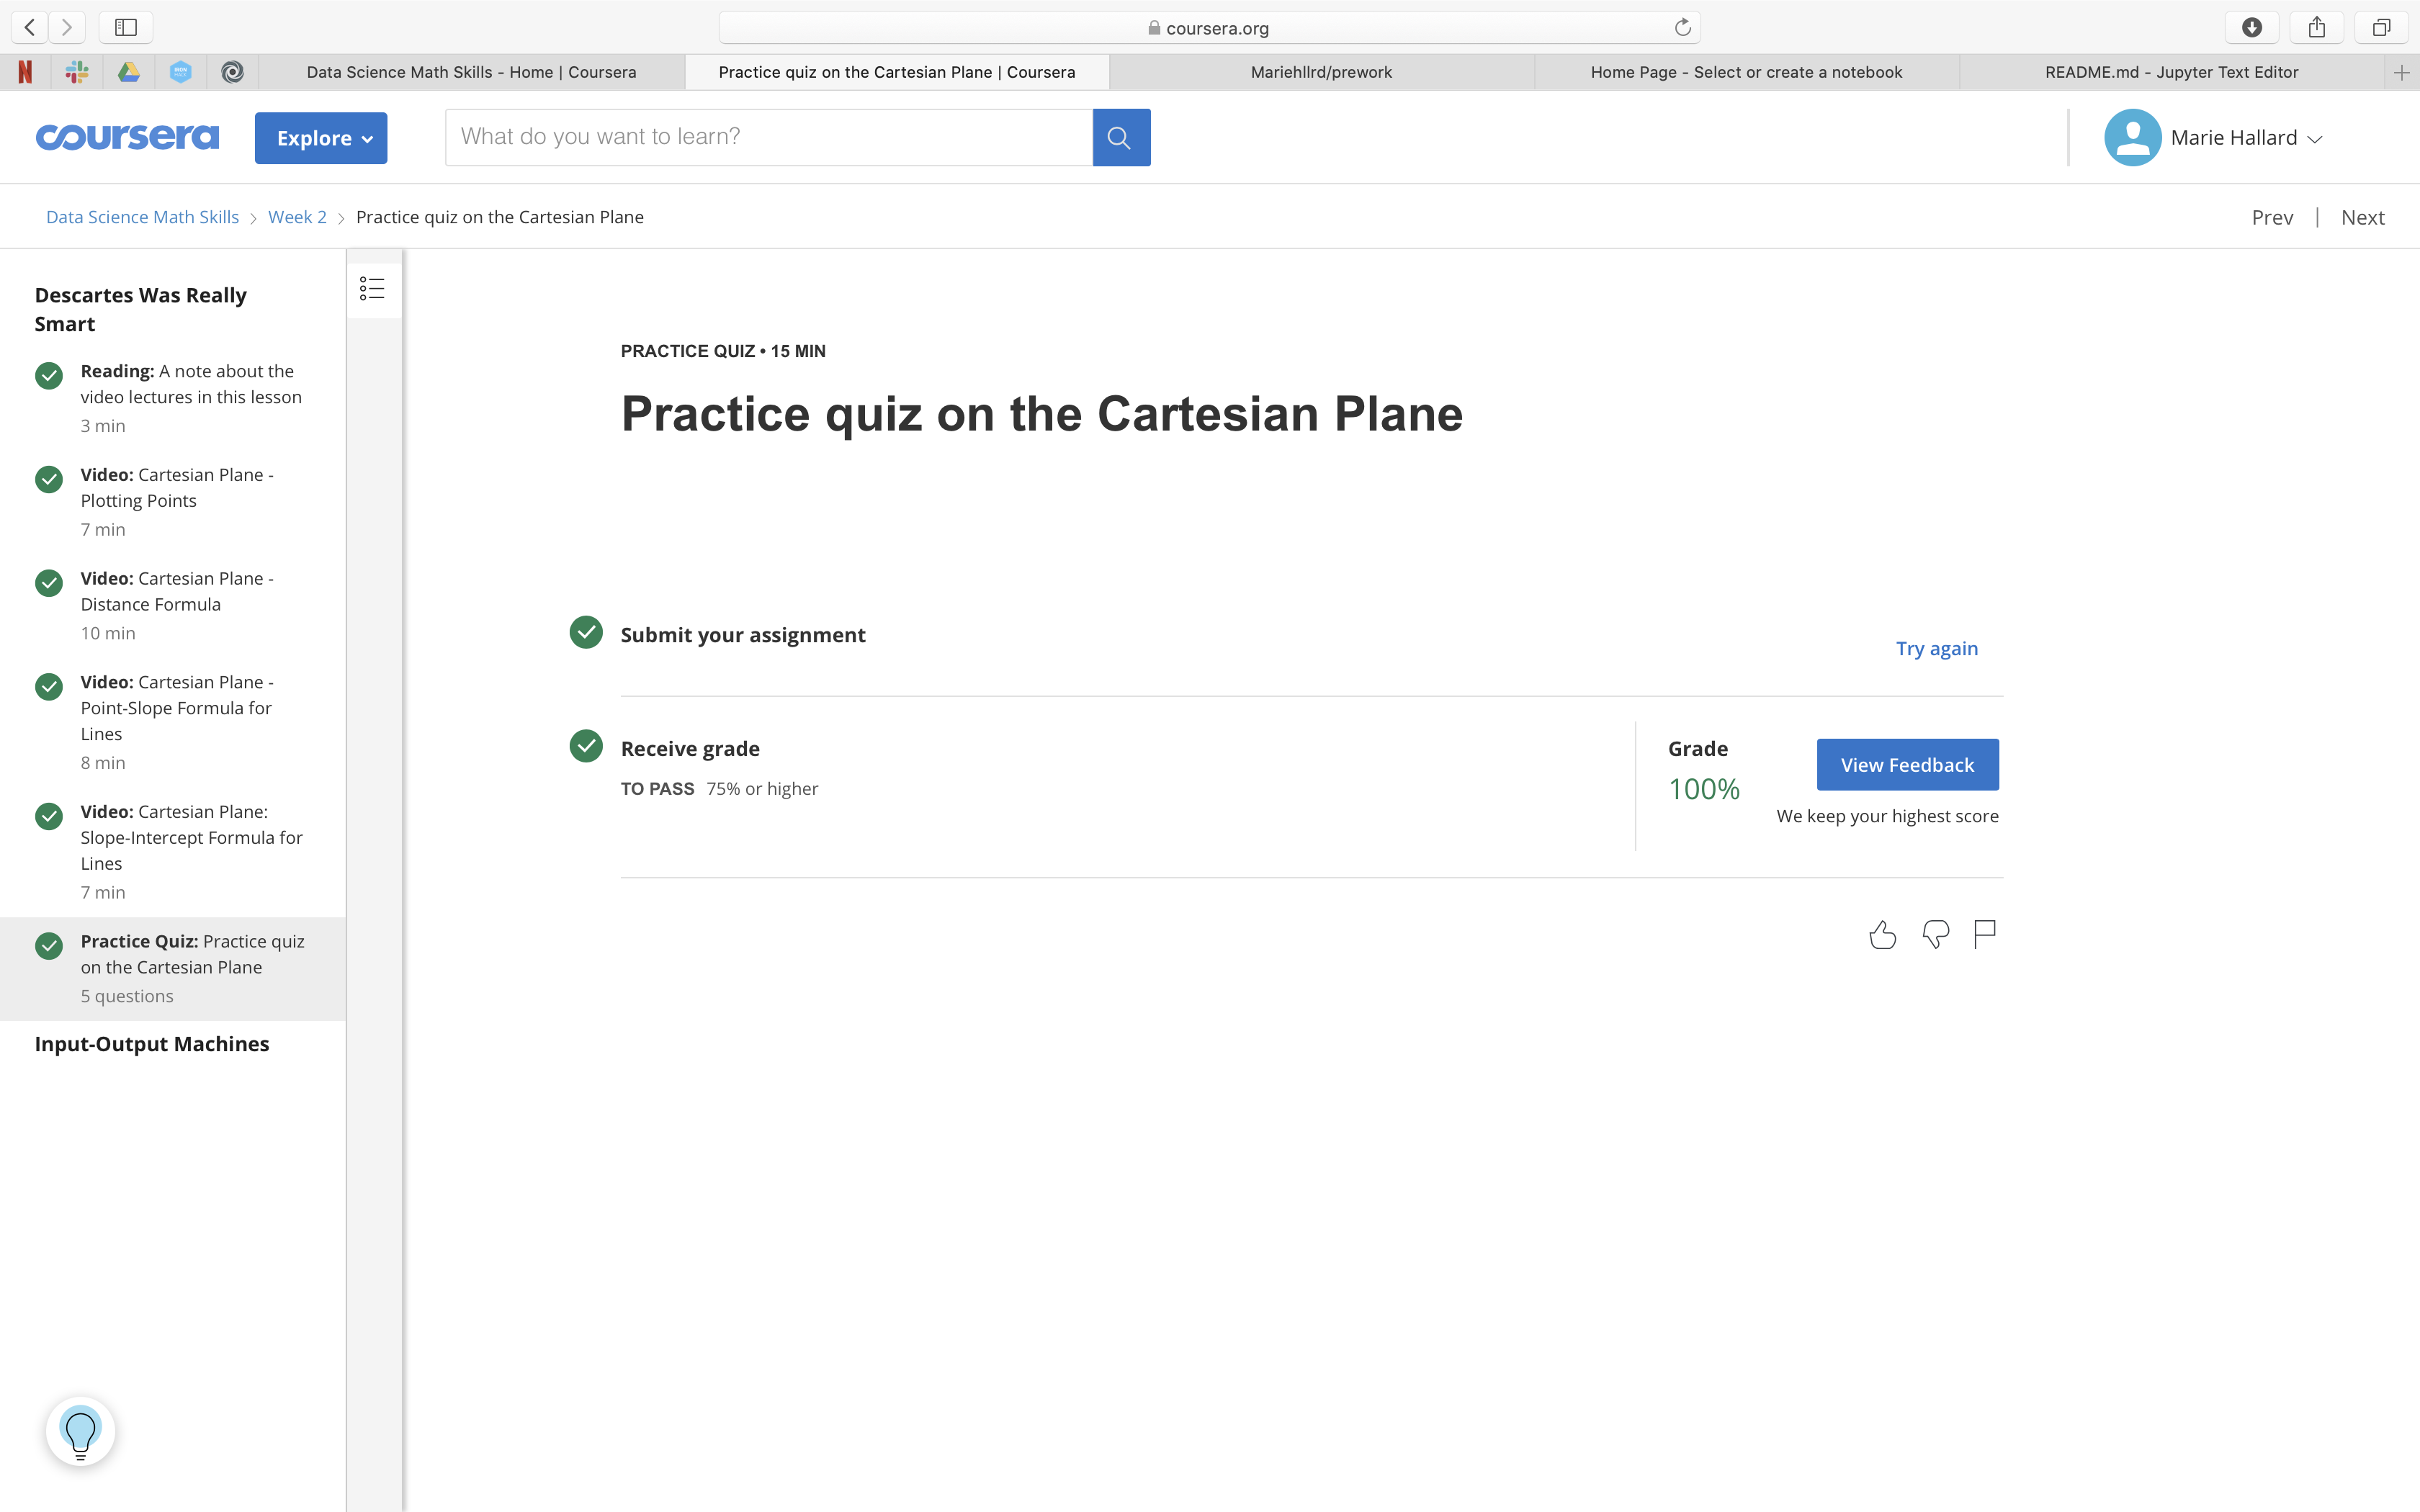 coursera.org
Data Science Math Skills - Home | Coursera
Practice quiz on the Cartesian Plane | Coursera
Mariehllrd/prework
Home Page - Select or create a notebook
README.md - Jupyter Text Editor
coursera
Explore
What do you want to learn?
Marie Hallard
Data Science Math Skills > Week 2 > Practice quiz on the Cartesian Plane
Prev | Next
Descartes Was Really
Smart
Reading: A note about the
video lectures in this lesson
3 min
Video: Cartesian Plane -
Plotting Points
7 min
Video: Cartesian Plane -
Distance Formula
10 min
Video: Cartesian Plane -
Point-Slope Formula for
Lines
8 min
Video: Cartesian Plane:
Slope-Intercept Formula for
Lines
7 min
Practice Quiz: Practice quiz
on the Cartesian Plane
5 questions
Input-Output Machines
PRACTICE QUIZ • 15 MIN
Practice quiz on the Cartesian Plane
Submit your assignment
Try again
Receive grade
TO PASS 75% or higher
Grade
100%
View Feedback
We keep your highest score